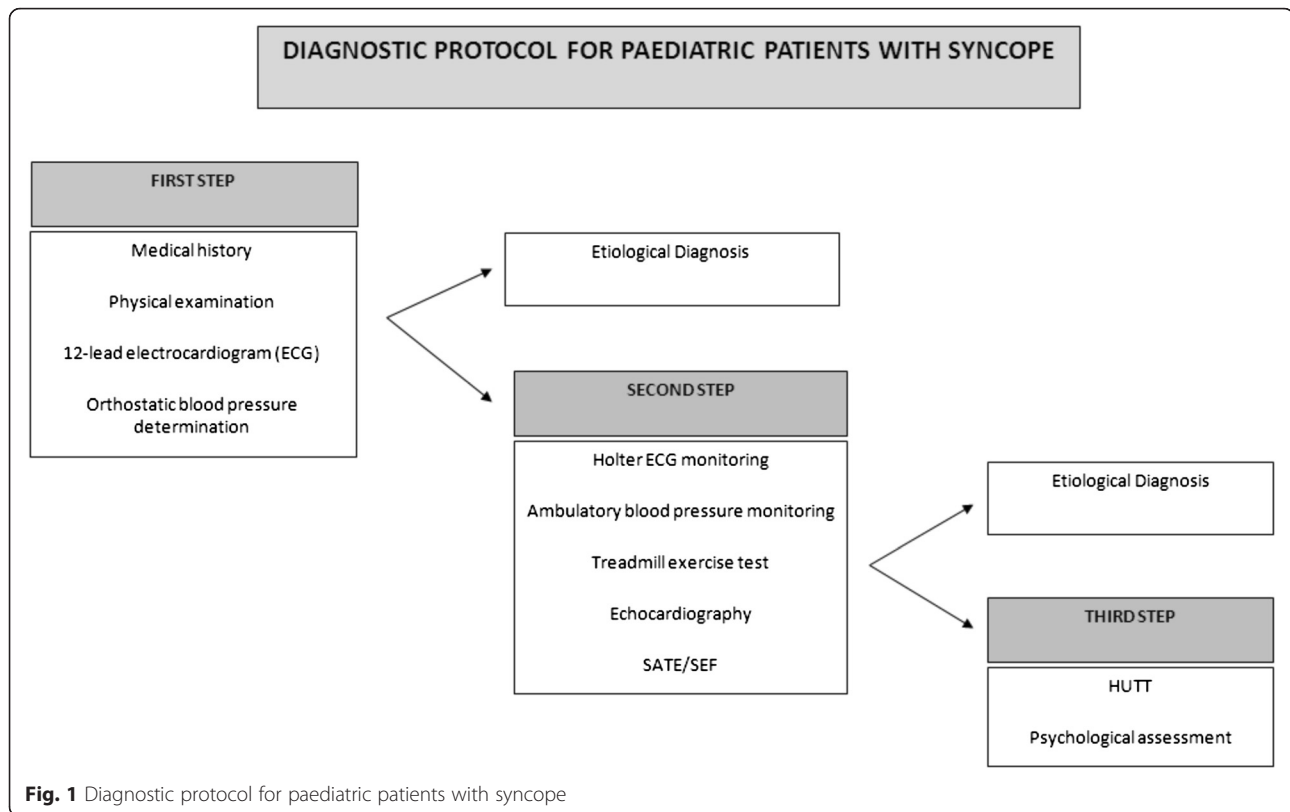 DIAGNOSTIC PROTOCOL FOR PAEDIATRIC PATIENTS WITH SYNCOPE
FIRST STEP
Medical history
Physical examination
12-lead electrocardiogram (ECG)
Orthostatic blood pressure
determination
Etiological Diagnosis
SECOND STEP
Holter ECG monitoring
Ambulatory blood pressure monitoring
Treadmill exercise test
Echocardiography
SATE/SEF
Etiological Diagnosis
THIRD STEP
HUTT
Psychological assessment
Fig. 1 Diagnostic protocol for paediatric patients with syncope